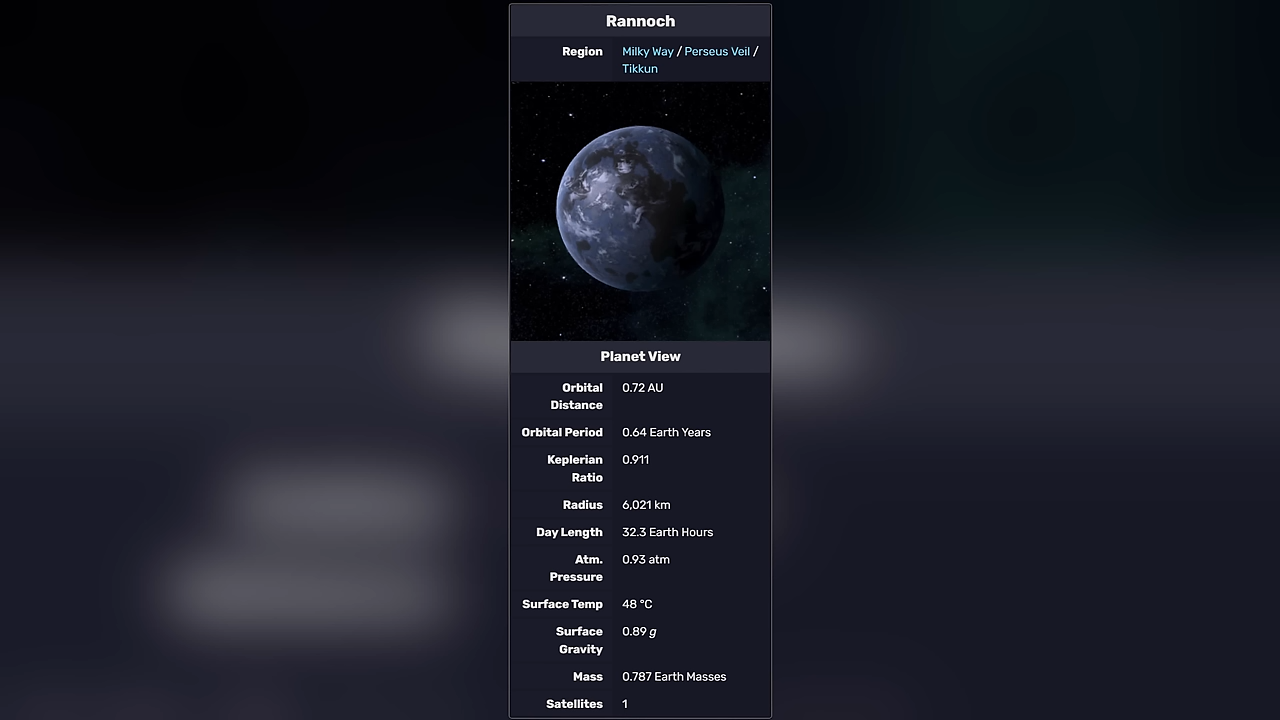 Rannoch
Region Milky Way / Perseus Veil /
Tikkun
Planet View
Orbital 0.72 AU
Distance
Orbital Period 0.64 Earth Years
Keplerian 0.911
Ratio
Radius 6,021 km
Day Length 32.3 Earth Hours
Atm. 0.93 atm
Pressure
Surface Temp 48 °C
Surface 0.89 g
Gravity
Mass 0.787 Earth Masses
Satellites 1